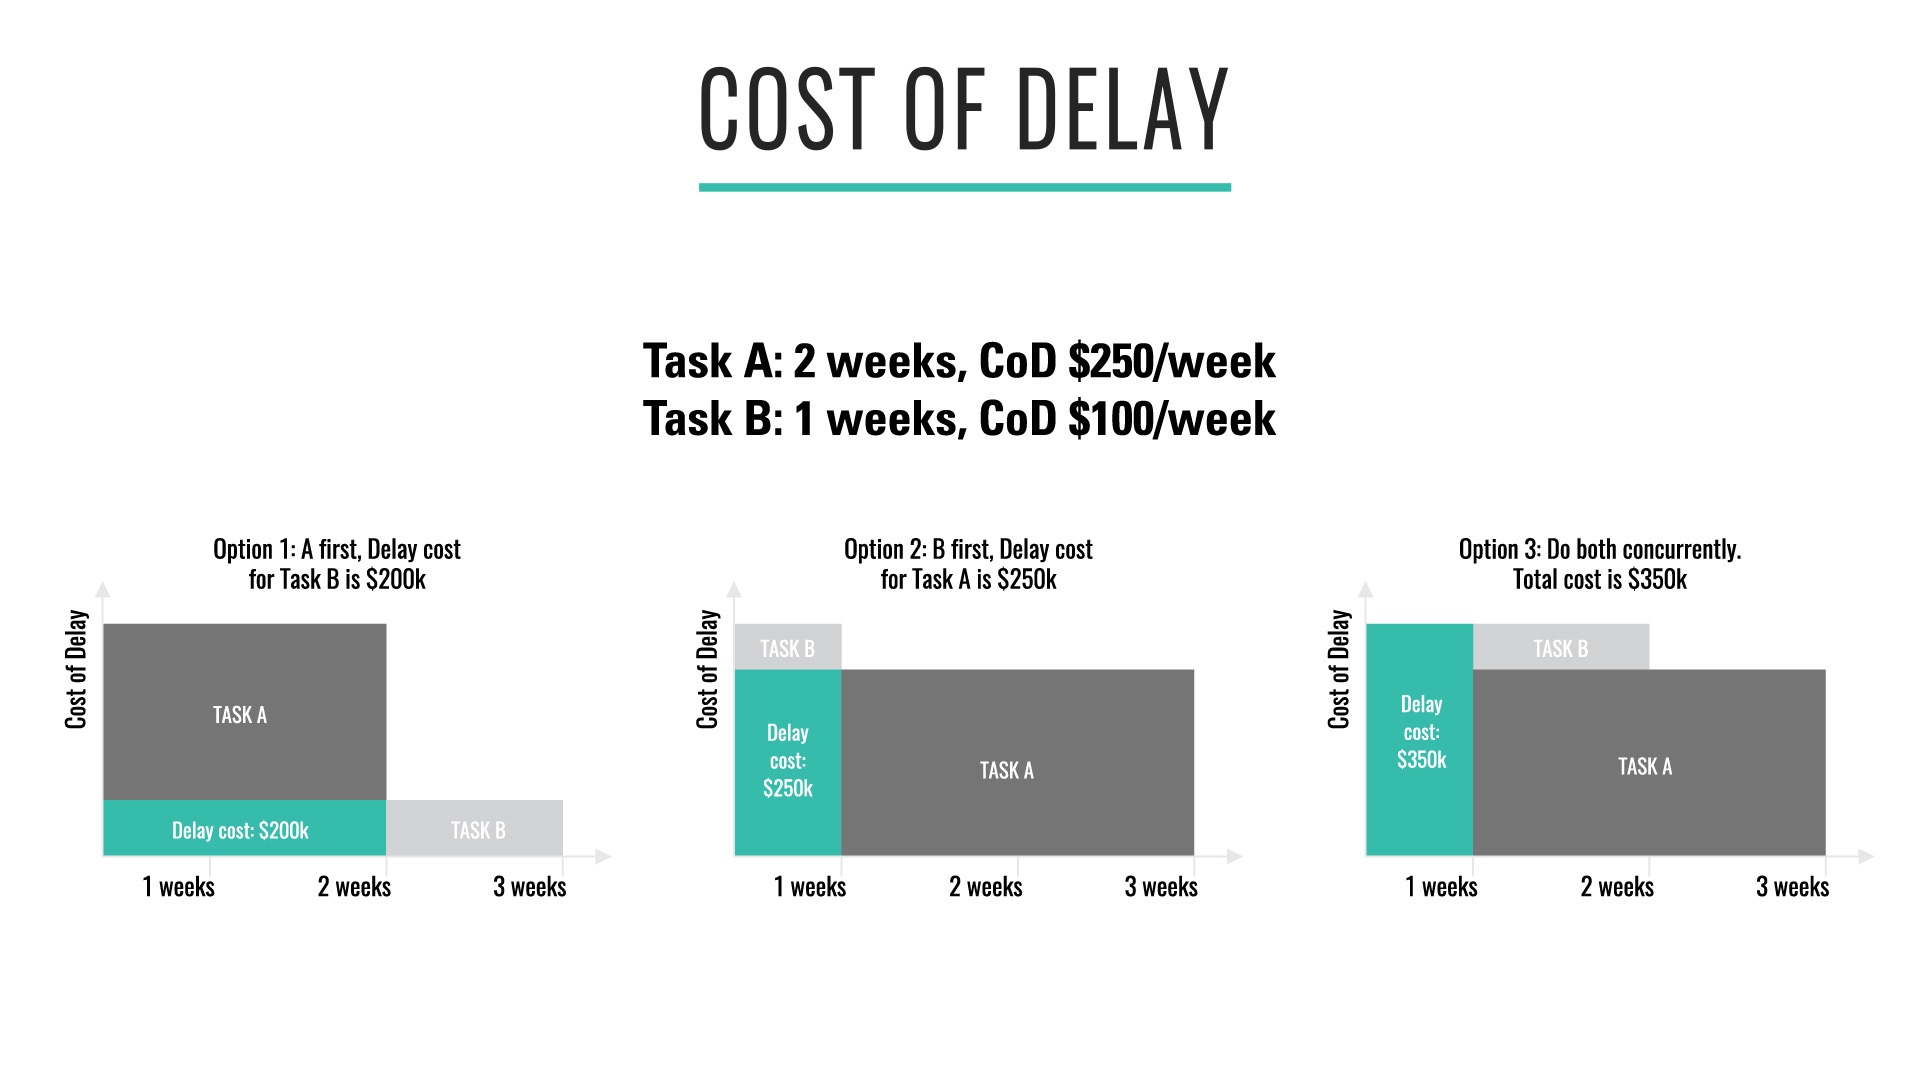 COST OF DELAY
Task A: 2 weeks, CoD $250/week
Task B: 1 weeks, CoD $100/week
Option 1: A first, Delay cost
for Task B is $200k
Cost of Delay
TASK A
Delay cost: $200k
TASK B
1 weeks
2 weeks
3 weeks
Option 2: B first, Delay cost
for Task A is $250k
Cost of Delay
TASK B
Delay
cost:
$250k
TASK A
1 weeks
2 weeks
3 weeks
Option 3: Do both concurrently.
Total cost is $350k
Cost of Delay
TASK B
Delay
cost:
$350k
TASK A
1 weeks
2 weeks
3 weeks